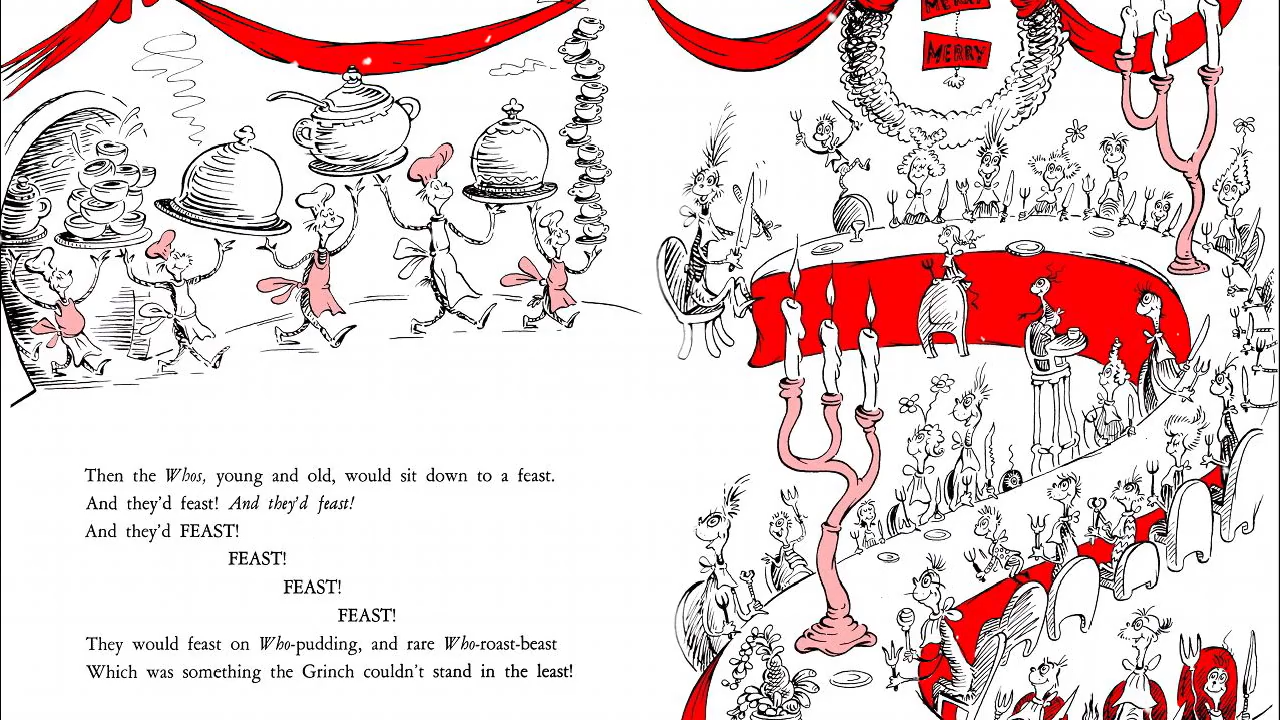 Then the Whos, young and old, would sit down to a feast.
And they'd feast! And they'd feast!
And they'd FEAST!
FEAST!
FEAST!
FEAST!
They would feast on Who-pudding, and rare Who-roast-beast
Which was something the Grinch couldn't stand in the least!
MERRY
MERRY